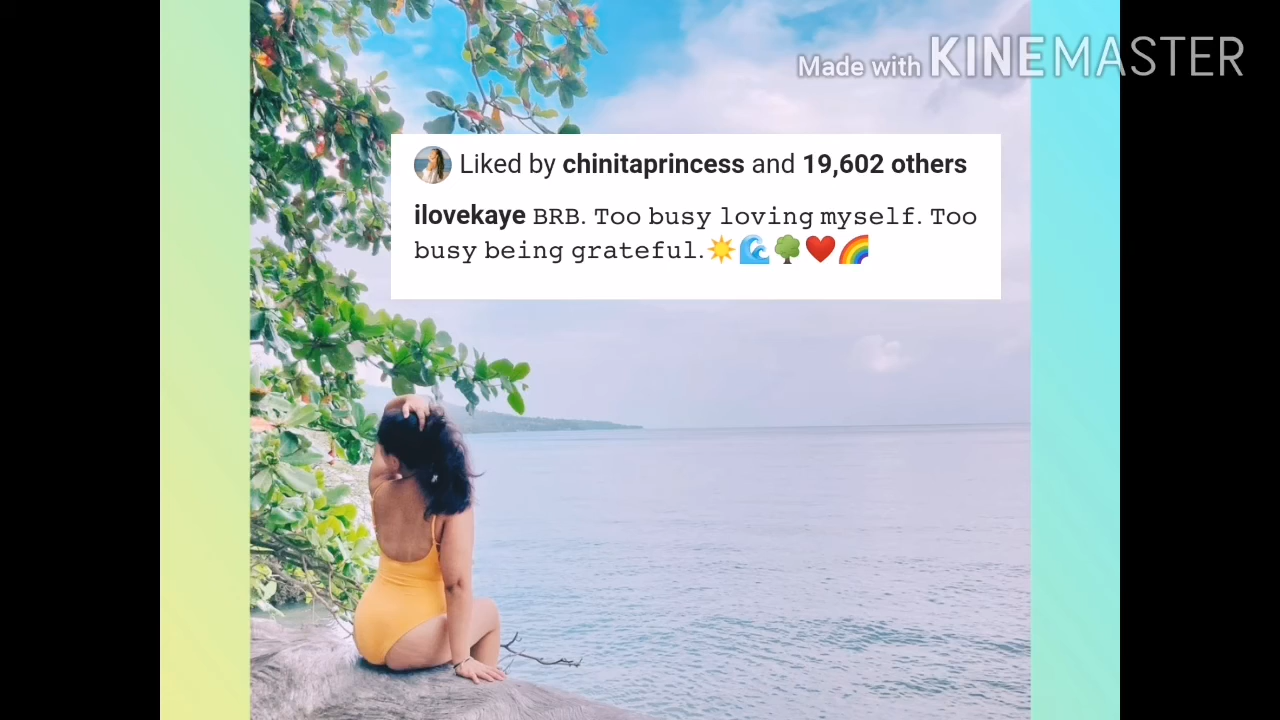 Made with KINEMASTER
Liked by chinitaprincess and 19,602 others
ilovekaye BRB. Too busy loving myself. Too
busy being grateful.☀️🌊🌳❤️🌈